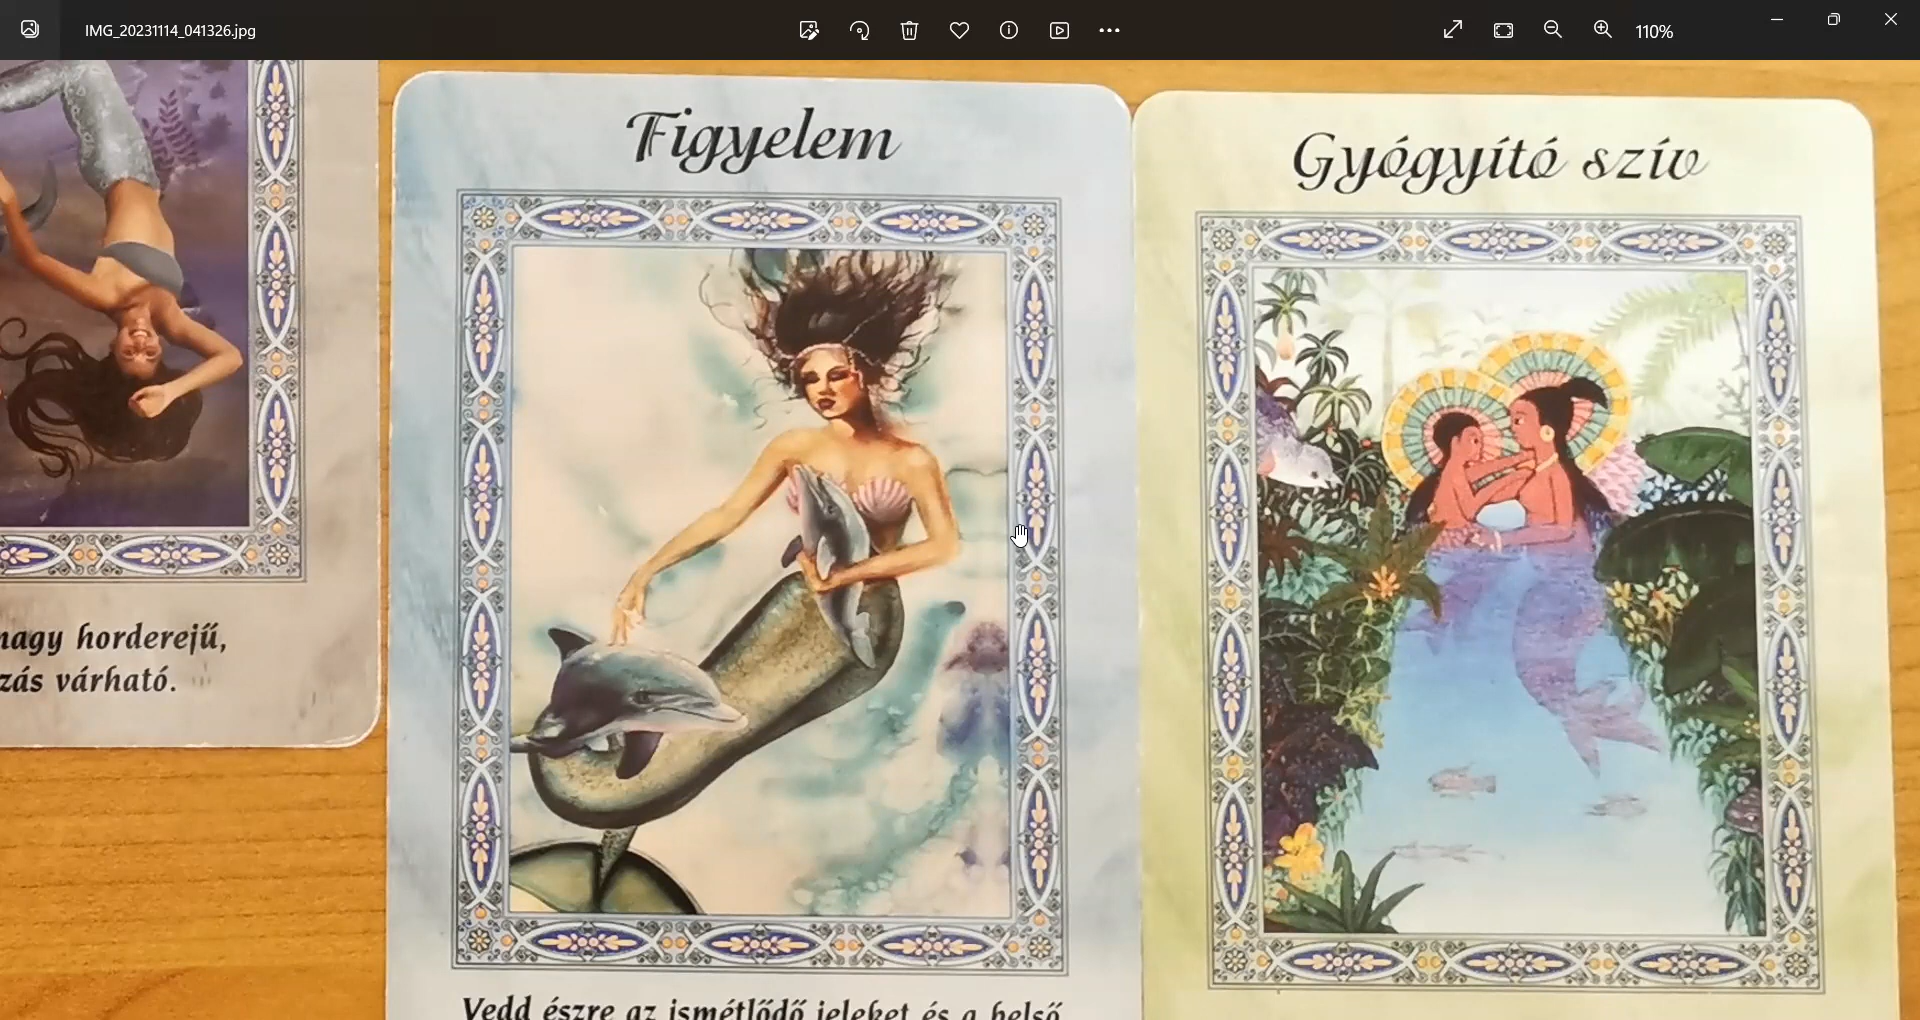 IMG_20231114_041326.jpg
110%
Figyelem
Gyógyító szív
nagy horderejű,
zás várható.
Vedd észre az ismétlődő jeleket és a belső